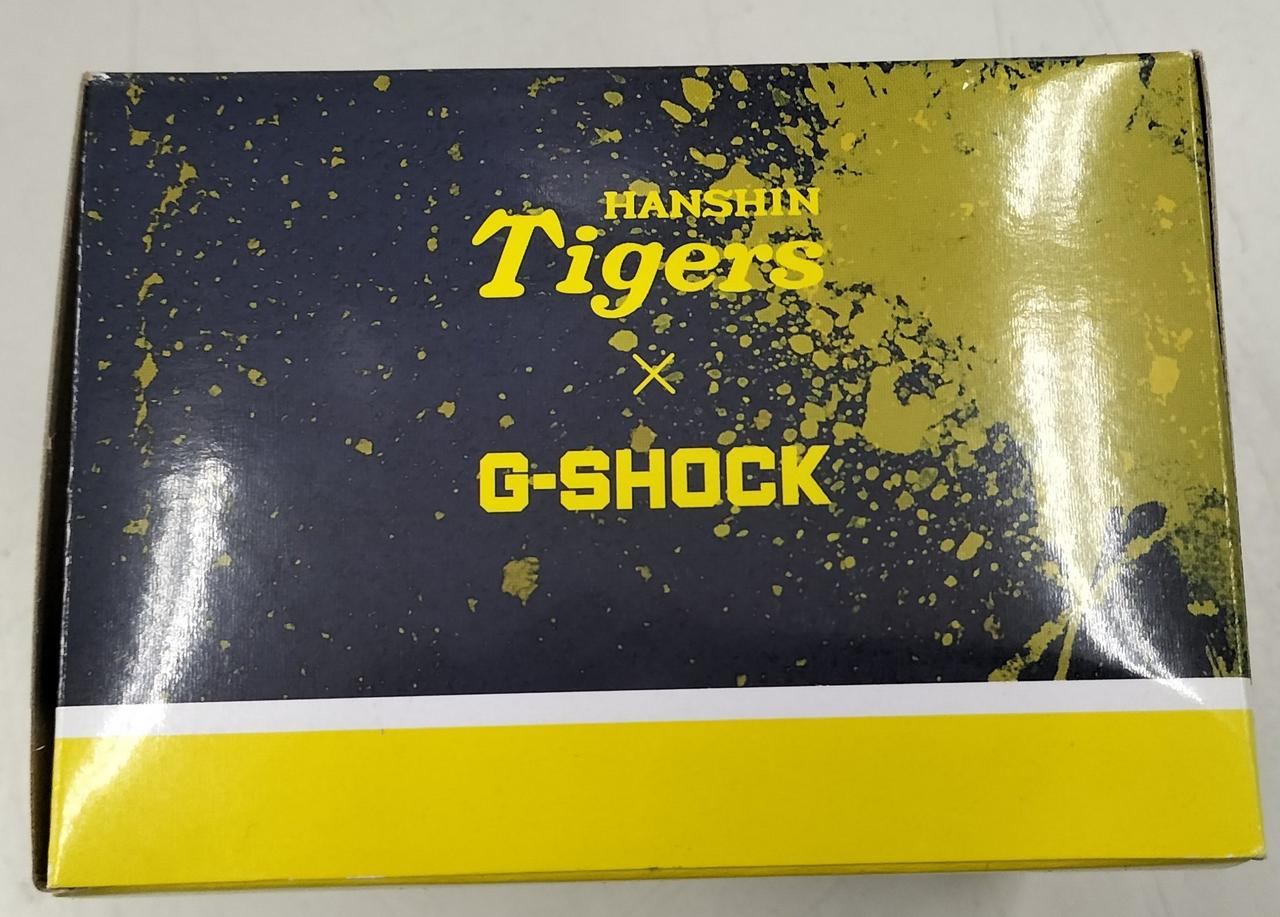 HANSHIN
Tigers
×
G-SHOCK